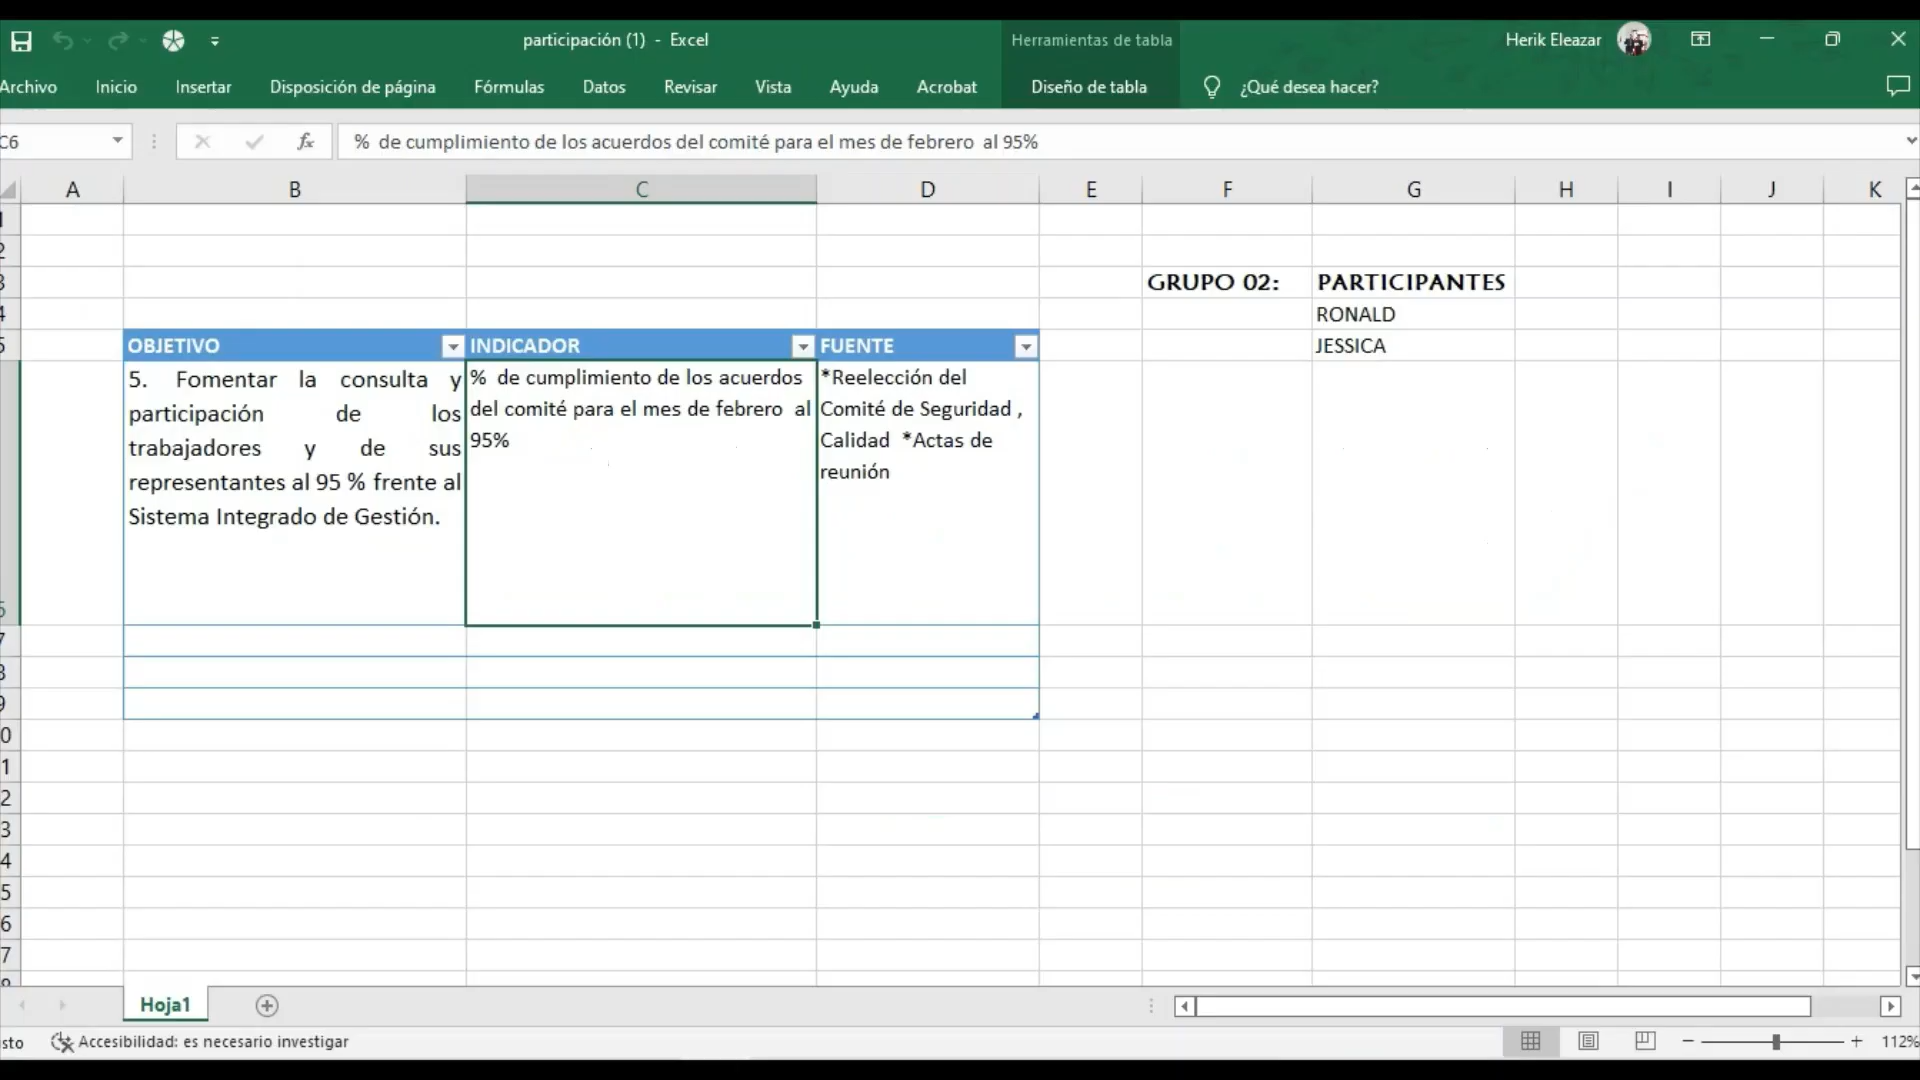 participación (1) - Excel
Herramientas de tabla
Herik Eleazar
Archivo Inicio Insertar Disposición de página Fórmulas Datos Revisar Vista Ayuda Acrobat Diseño de tabla ¿Qué desea hacer?
C6 fx % de cumplimiento de los acuerdos del comité para el mes de febrero al 95%
A B C D E F G H I J K
GRUPO 02: PARTICIPANTES
RONALD
JESSICA
OBJETIVO INDICADOR FUENTE
5. Fomentar la consulta y
participación de los
trabajadores y de sus
representantes al 95 % frente al
Sistema Integrado de Gestión.
% de cumplimiento de los acuerdos
del comité para el mes de febrero al
95%
*Reelección del
Comité de Seguridad ,
Calidad *Actas de
reunión
Hoja1
Accesibilidad: es necesario investigar
112%